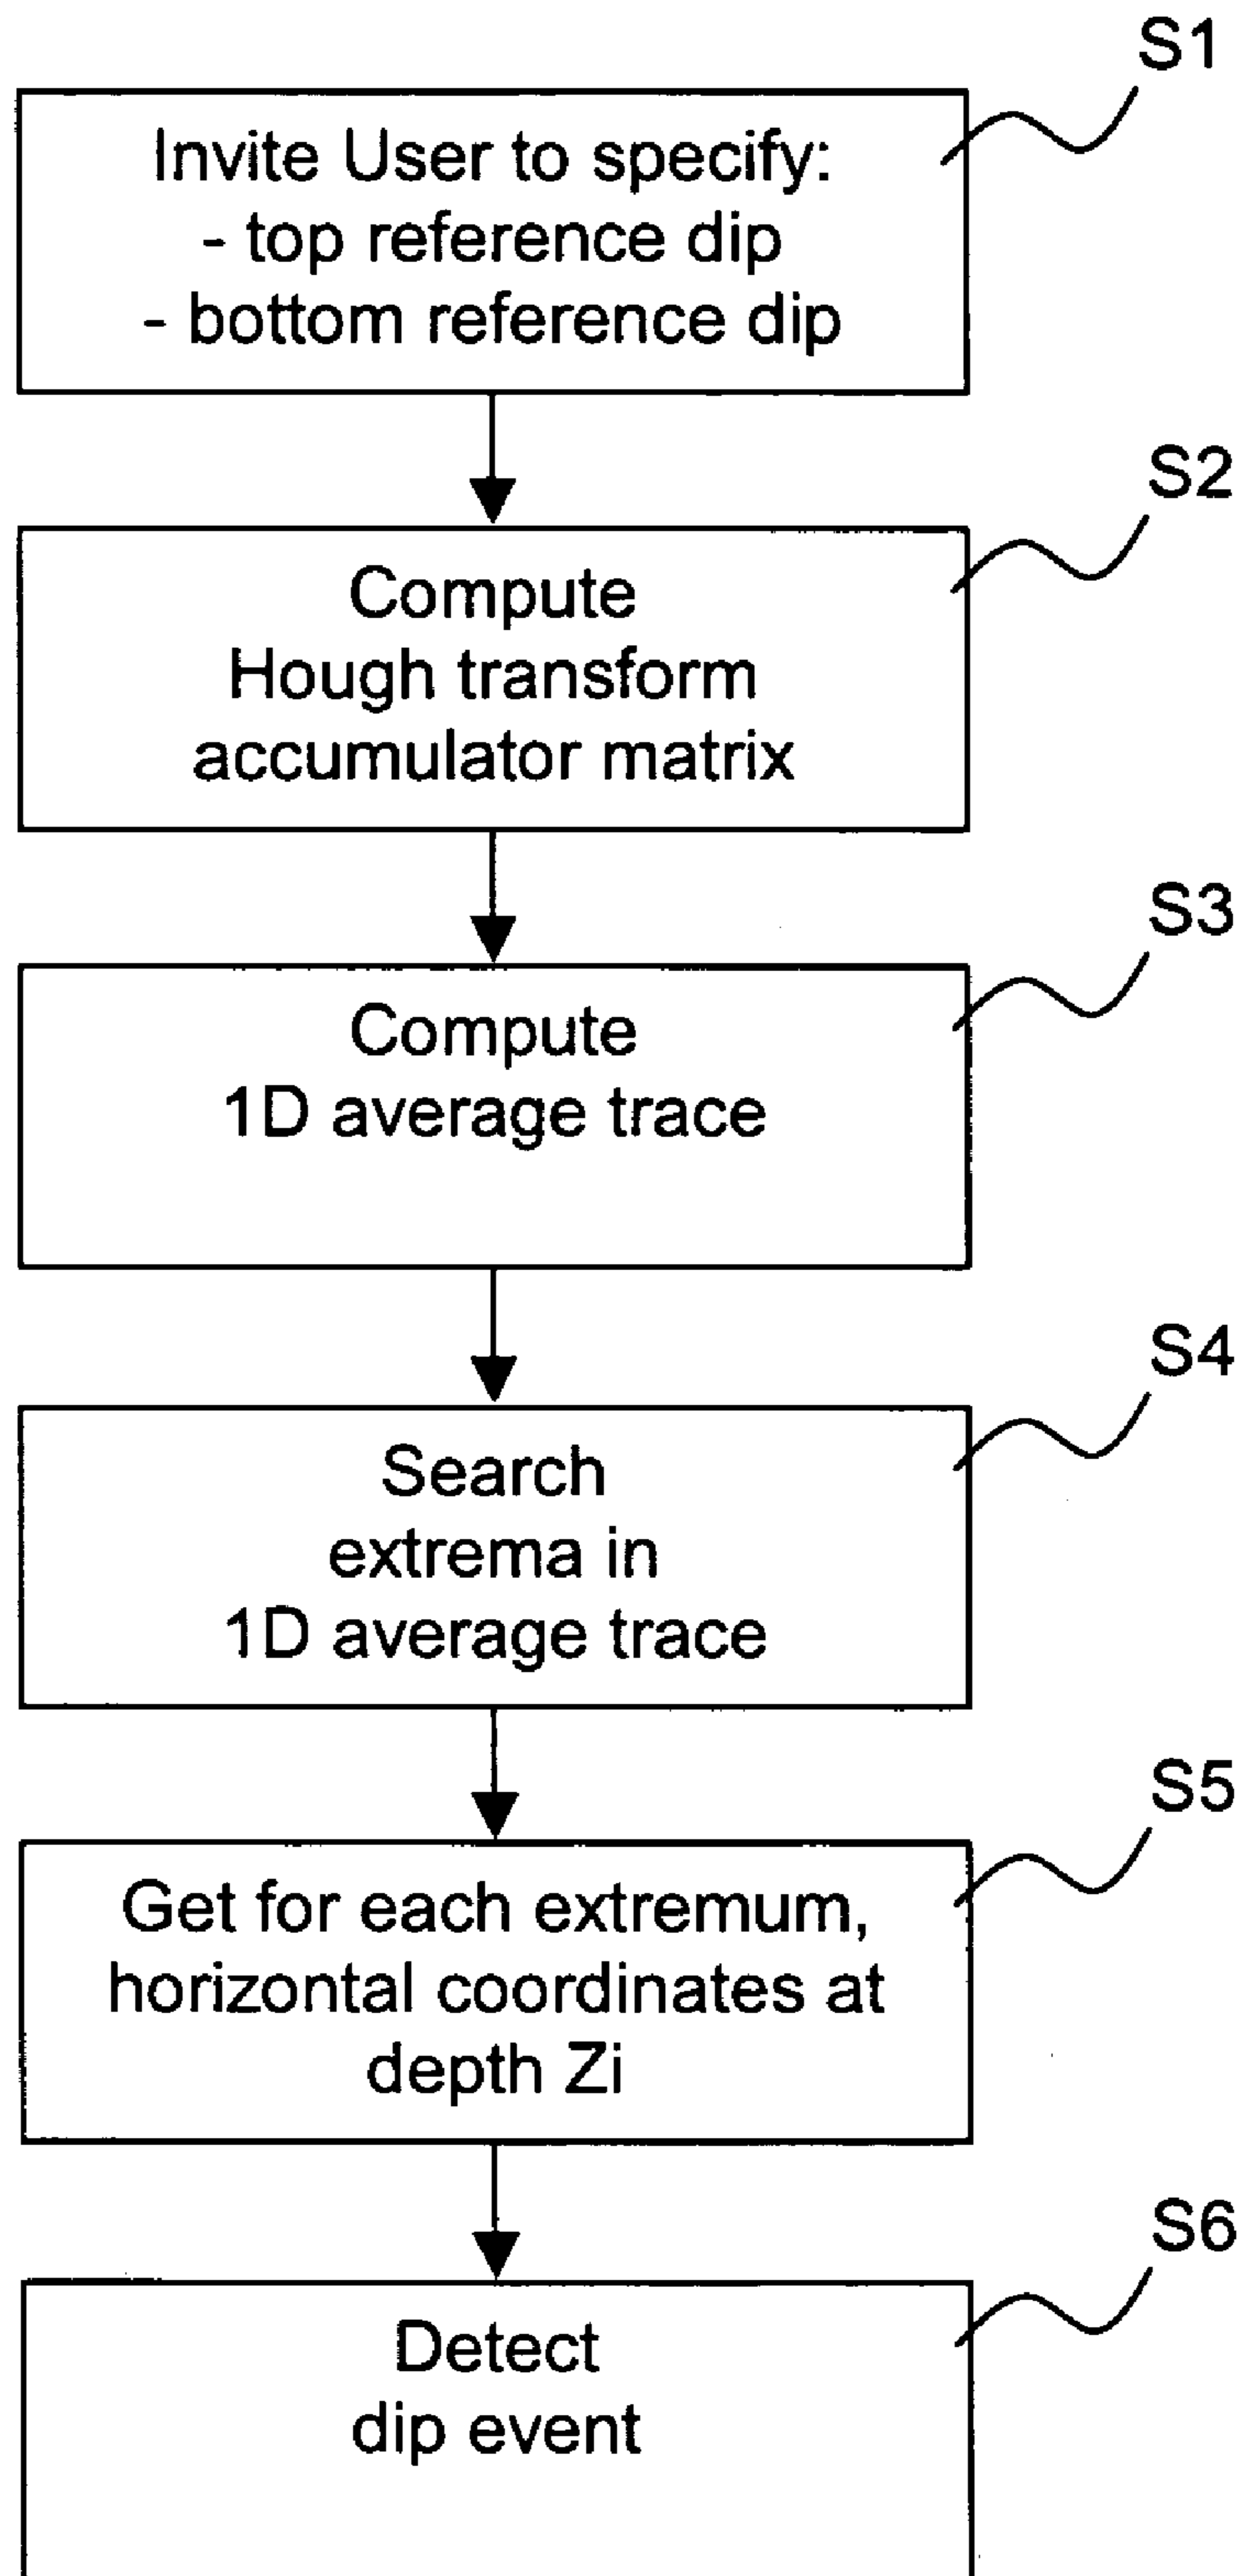 S1
Invite User to specify:
- top reference dip
- bottom reference dip
S2
Compute
Hough transform
accumulator matrix
S3
Compute
1D average trace
S4
Search
extrema in
1D average trace
S5
Get for each extremum,
horizontal coordinates at
depth Zi
S6
Detect
dip event